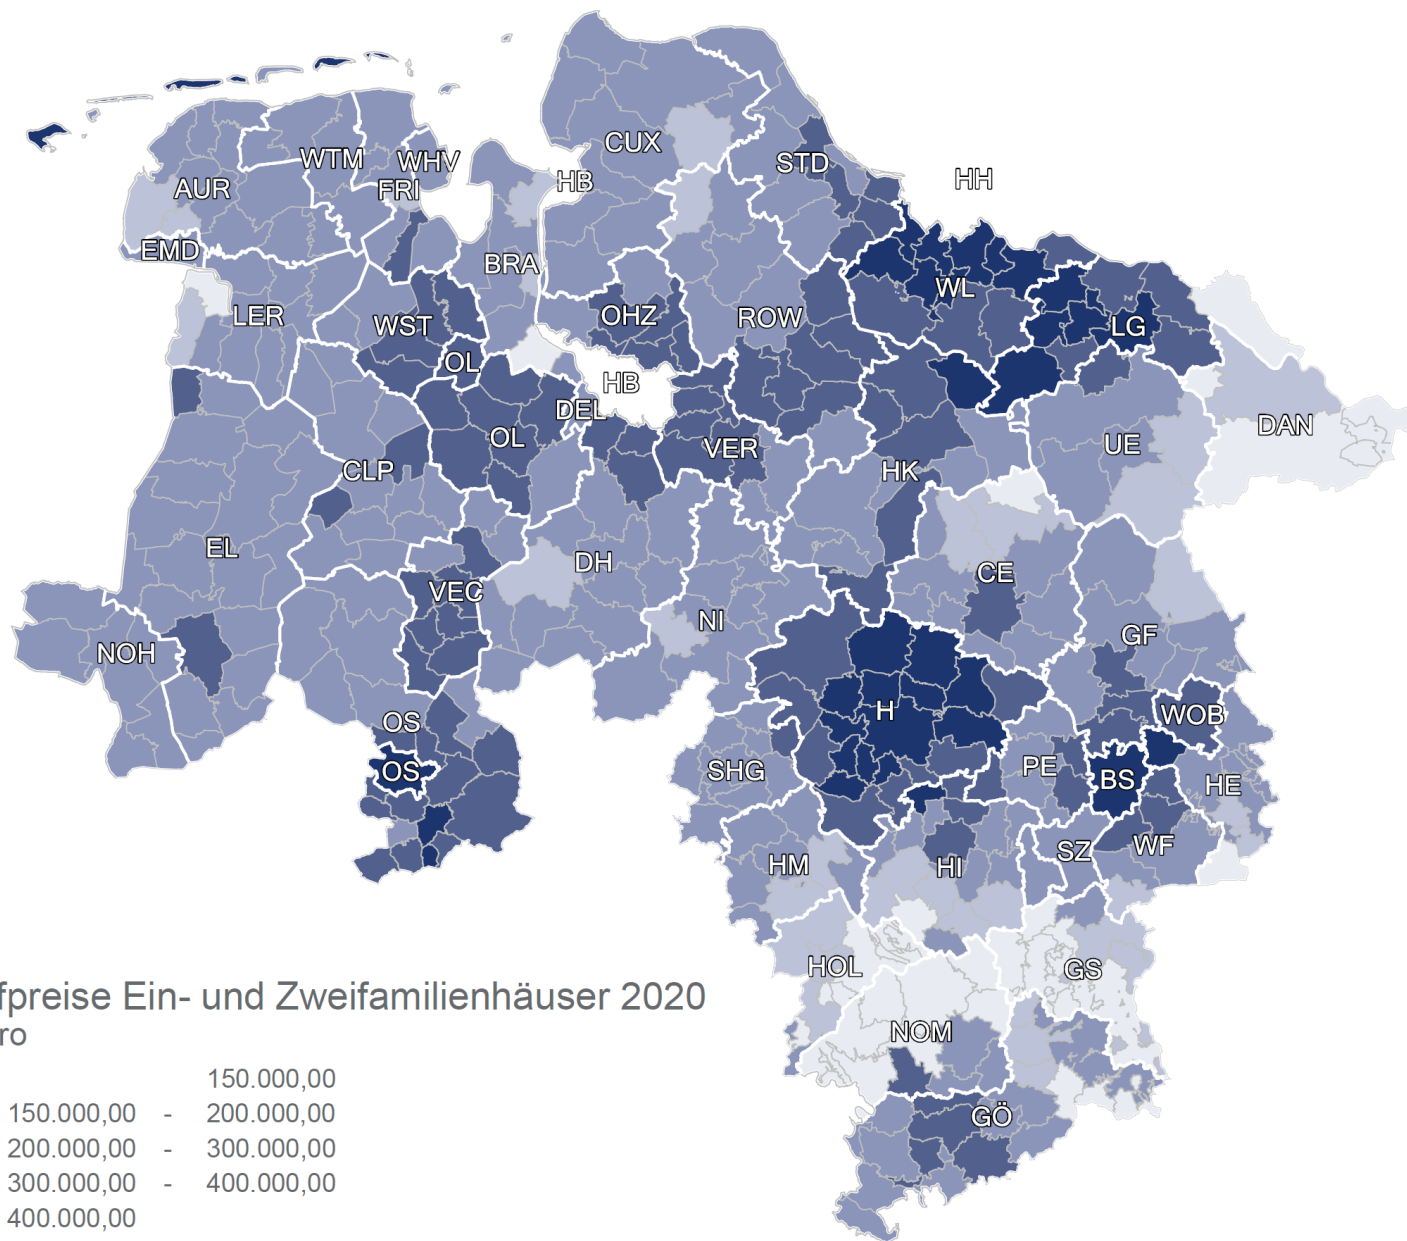 WTM
WHV
CUX
STD
HH
AUR
FRI
HB
EMD
BRA
LER
WST
OHZ
ROW
WL
LG
OL
HB
DEL
OL
VER
DAN
UE
CLP
HK
EL
DH
CE
VEC
NI
GF
NOH
OS
H
WOB
OS
SHG
PE
BS
HE
HM
HI
SZ
WF
HOL
GS
NOM
GÖ
fpreise Ein- und Zweifamilienhäuser 2020
ro
150.000,00
150.000,00 - 200.000,00
200.000,00 - 300.000,00
300.000,00 - 400.000,00
400.000,00